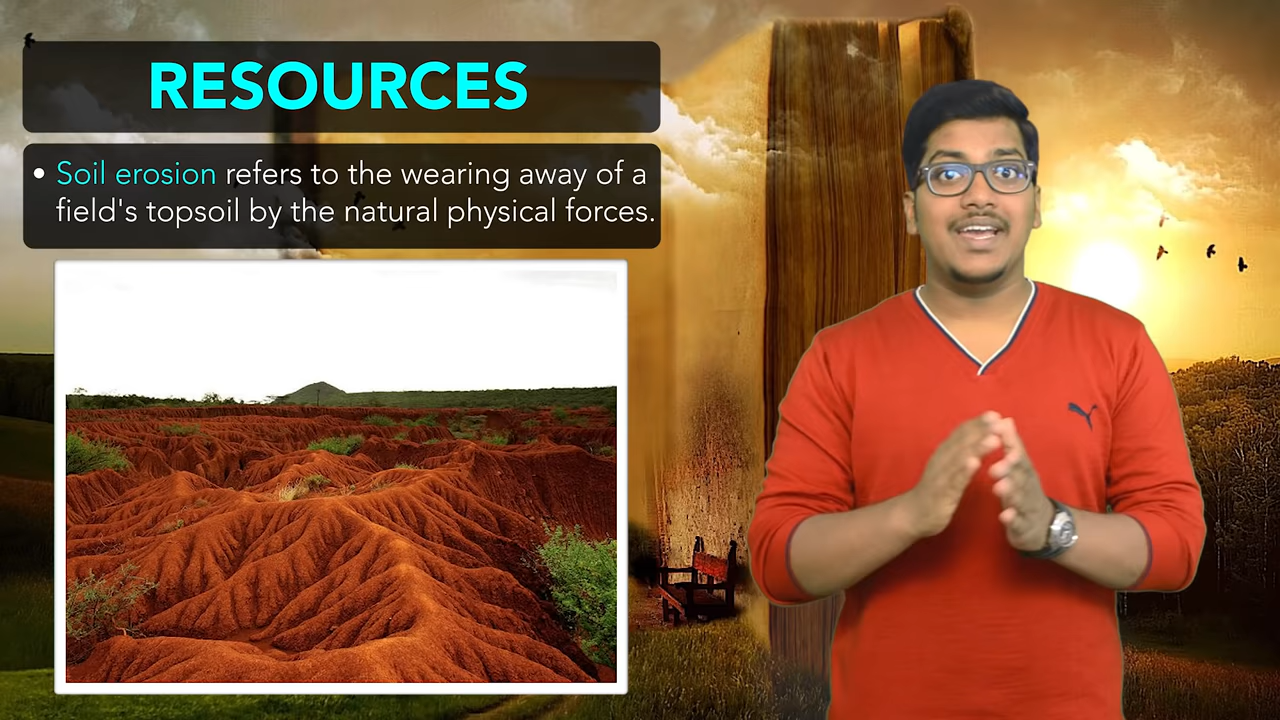 RESOURCES
• Soil erosion refers to the wearing away of a
field's topsoil by the natural physical forces.